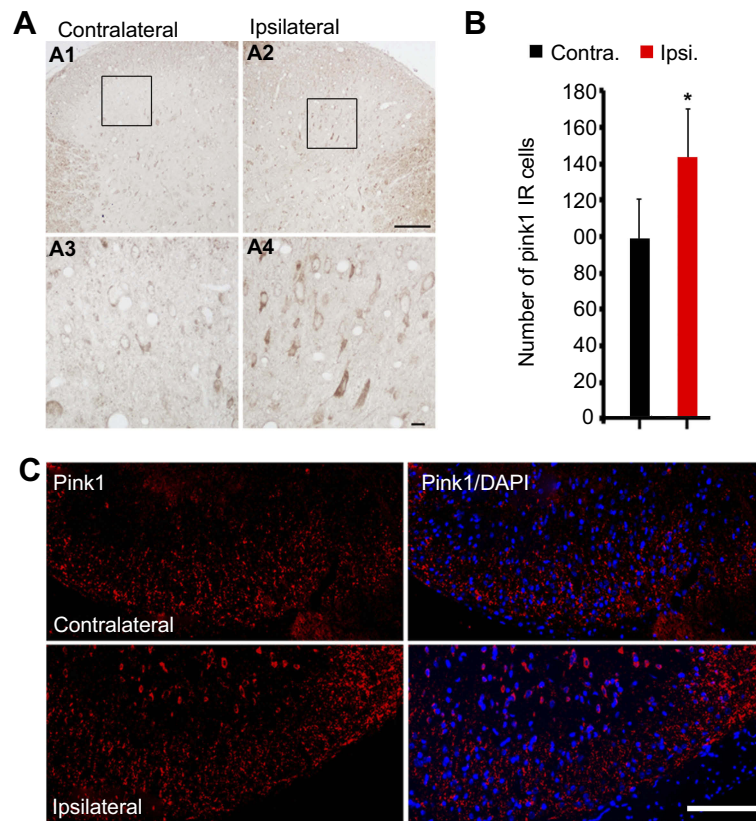 A
Contralateral
Ipsilateral
A1
A2
A3
A4
B
Contra.
Ipsi.
Number of pink1 IR cells
180
160
140
120
00
80
60
40
20
0
*
C
Pink1
Pink1/DAPI
Contralateral
Ipsilateral